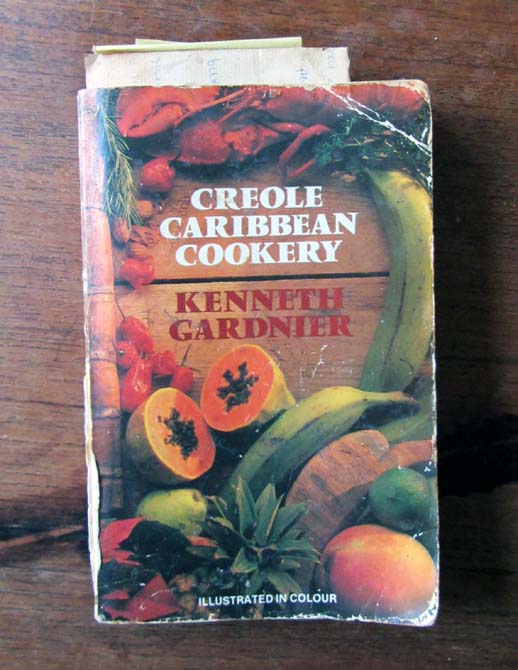 CREOLE
CARIBBEAN
COOKERY
KENNETH
GARDNIER
ILLUSTRATED IN COLOUR